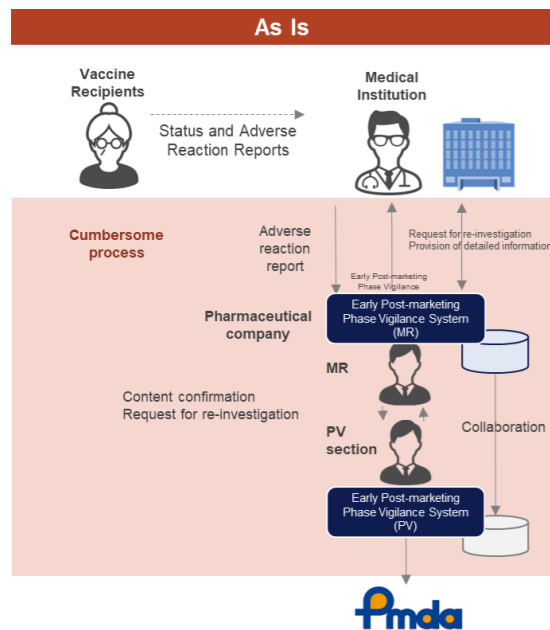 As Is
Vaccine
Recipients
Medical
Institution
Status and Adverse
Reaction Reports
Cumbersome
process
Adverse
reaction
report
Request for re-investigation
Provision of detailed information
Early Post-marketing
Phase Vigilance
Pharmaceutical
company
Early Post-marketing
Phase Vigilance System
(MR)
MR
Content confirmation
Request for re-investigation
PV
section
Collaboration
Early Post-marketing
Phase Vigilance System
(PV)
Pmda